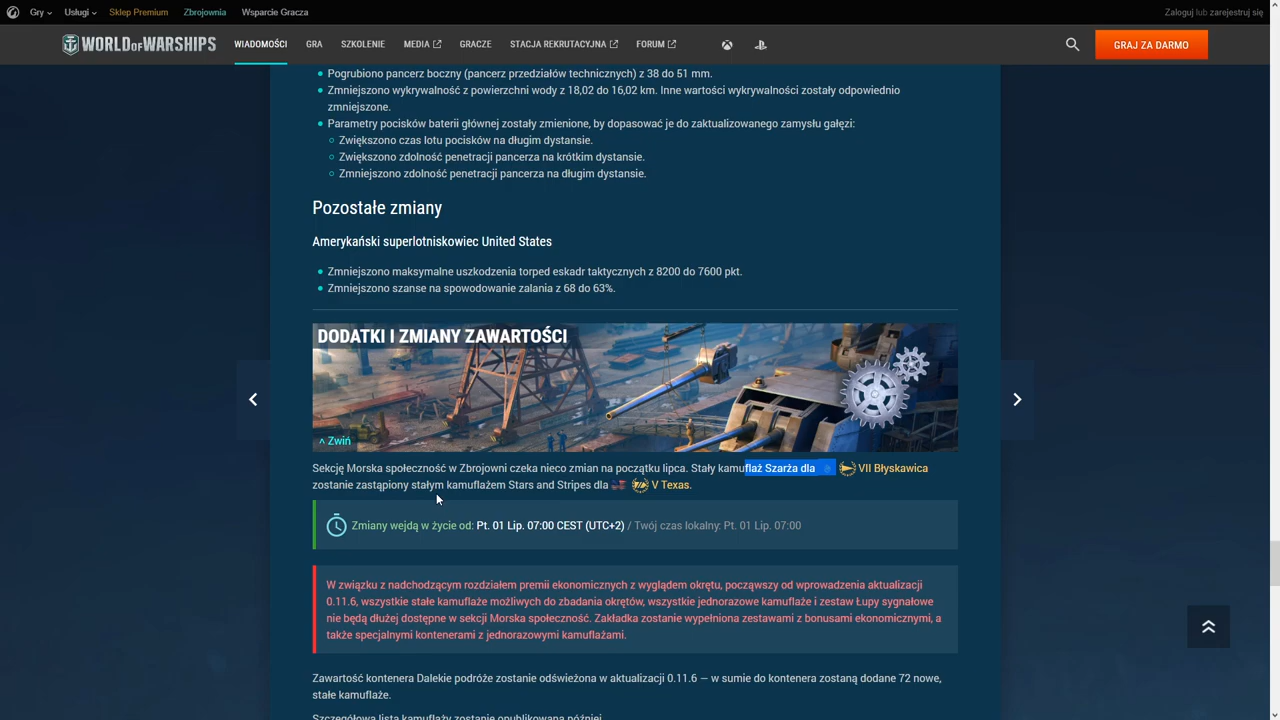 Gry Usługi Sklep Premium Zbrojownia Wsparcie Gracza Zaloguj lub zarejestruj się
WORLD OF WARSHIPS WIADOMOŚCI GRA SZKOLENIE MEDIA GRACZE STACJA REKRUTACYJNA FORUM GRAJ ZA DARMO
Pogrubiono pancerz boczny (pancerz przedziałów technicznych) z 38 do 51 mm.
Zmniejszono wykrywalność z powierzchni wody z 18,02 do 16,02 km. Inne wartości wykrywalności zostały odpowiednio
zmniejszone.
Parametry pocisków baterii głównej zostały zmienione, by dopasować je do zaktualizowanego zamysłu gałęzi:
Zwiększono czas lotu pocisków na długim dystansie.
Zwiększono zdolność penetracji pancerza na krótkim dystansie.
Zmniejszono zdolność penetracji pancerza na długim dystansie.
Pozostałe zmiany
Amerykański superlotniskowiec United States
Zmniejszono maksymalne uszkodzenia torped eskadr taktycznych z 8200 do 7600 pkt.
Zmniejszono szanse na spowodowanie zalania z 68 do 63%.
DODATKI I ZMIANY ZAWARTOŚCI
^ Zwiń
Sekcję Morska społeczność w Zbrojowni czeka nieco zmian na początku lipca. Stały kamuflaż Szarża dla VII Błyskawica
zostanie zastąpiony stałym kamuflażem Stars and Stripes dla V Texas.
Zmiany wejdą w życie od: Pt. 01 Lip. 07:00 CEST (UTC+2) / Twój czas lokalny: Pt. 01 Lip. 07:00
W związku z nadchodzącym rozdziałem premii ekonomicznych z wyglądem okrętu, począwszy od wprowadzenia aktualizacji
0.11.6, wszystkie stałe kamuflaże możliwych do zbadania okrętów, wszystkie jednorazowe kamuflaże i zestaw Łupy sygnałowe
nie będą dłużej dostępne w sekcji Morska społeczność. Zakładka zostanie wypełniona zestawami z bonusami ekonomicznymi, a
także specjalnymi kontenerami z jednorazowymi kamuflażami.
Zawartość kontenera Dalekie podróże zostanie odświeżona w aktualizacji 0.11.6 — w sumie do kontenera zostaną dodane 72 nowe,
stałe kamuflaże.
Szczegółowa lista kamuflaży zostanie opublikowana później.